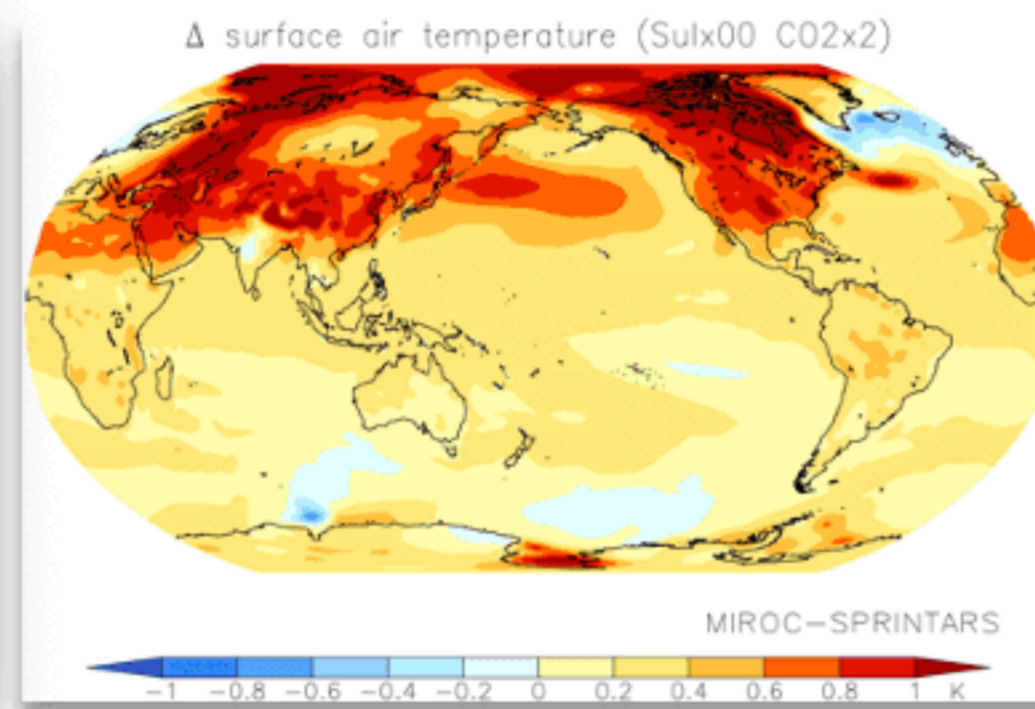 Δ surface air temperature (Sulx00 CO2x2)
MIROC−SPRINTARS
−1 −0.8 −0.6 −0.4 −0.2 0 0.2 0.4 0.6 0.8 1 K